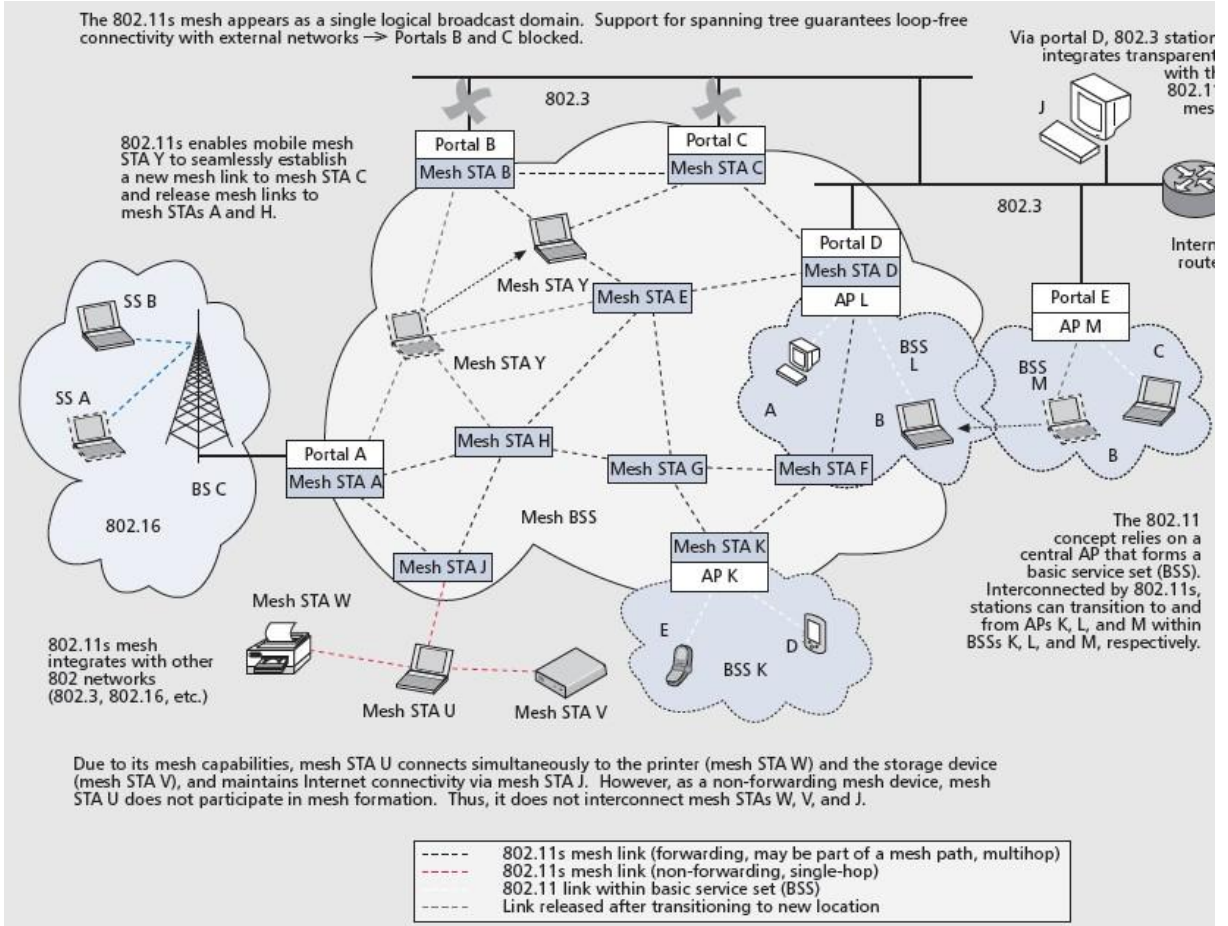 The 802.11s mesh appears as a single logical broadcast domain. Support for spanning tree guarantees loop-free
connectivity with external networks → Portals B and C blocked.
Via portal D, 802.3 station
integrates transparent
with th
802.11
mes
J
802.3
802.11s enables mobile mesh
STA Y to seamlessly establish
a new mesh link to mesh STA C
and release mesh links to
mesh STAs A and H.
Portal B
Mesh STA B
Portal C
Mesh STA C
802.3
Intern
route
Portal D
Mesh STA D
AP L
Mesh STA Y
Mesh STA E
Portal E
AP M
SS B
SS A
BS C
802.16
Mesh STA Y
BSS
L
A
B
BSS
M
C
B
Portal A
Mesh STA A
Mesh STA H
Mesh STA G
Mesh STA F
Mesh BSS
Mesh STA J
Mesh STA K
AP K
E
D
BSS K
The 802.11
concept relies on a
central AP that forms a
basic service set (BSS).
Interconnected by 802.11s,
stations can transition to and
from APs K, L, and M within
BSSs K, L, and M, respectively.
Mesh STA W
802.11s mesh
integrates with other
802 networks
(802.3, 802.16, etc.)
Mesh STA U
Mesh STA V
Due to its mesh capabilities, mesh STA U connects simultaneously to the printer (mesh STA W) and the storage device
(mesh STA V), and maintains Internet connectivity via mesh STA J. However, as a non-forwarding mesh device, mesh
STA U does not participate in mesh formation. Thus, it does not interconnect mesh STAs W, V, and J.
802.11s mesh link (forwarding, may be part of a mesh path, multihop)
802.11s mesh link (non-forwarding, single-hop)
802.11 link within basic service set (BSS)
Link released after transitioning to new location